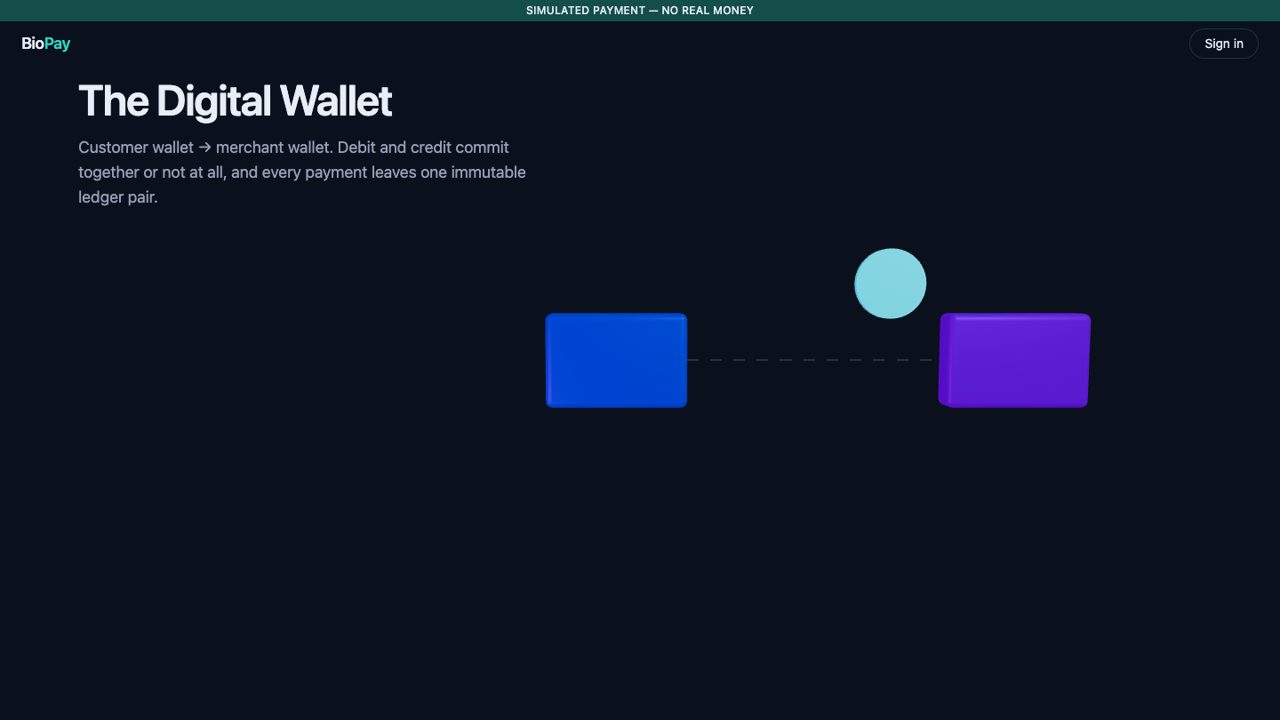 SIMULATED PAYMENT — NO REAL MONEY
BioPay
Sign in
The Digital Wallet
Customer wallet → merchant wallet. Debit and credit commit
together or not at all, and every payment leaves one immutable
ledger pair.